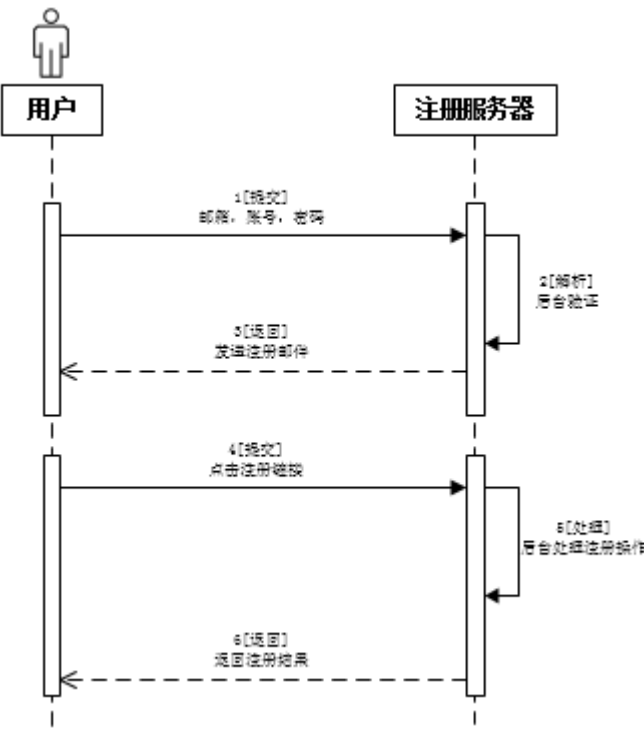 用户
注册服务器
1[提交]
邮箱，账号，密码
2[解析]
后台验证
3[返回]
发送注册邮件
4[提交]
点击注册链接
5[处理]
后台处理注册操作
6[返回]
返回注册结果